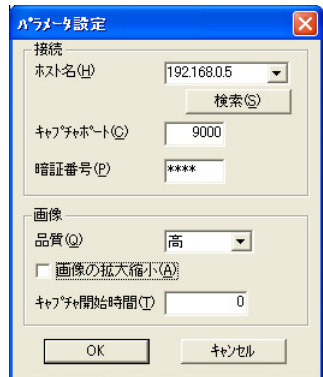 パラメータ設定
接続
ホスト名(H) 192.168.0.5
検索(S)
キャプチャポート(C) 9000
暗証番号(P) ****
画像
品質(Q) 高
画像の拡大縮小(A)
キャプチャ開始時間(T) 0
OK キャンセル